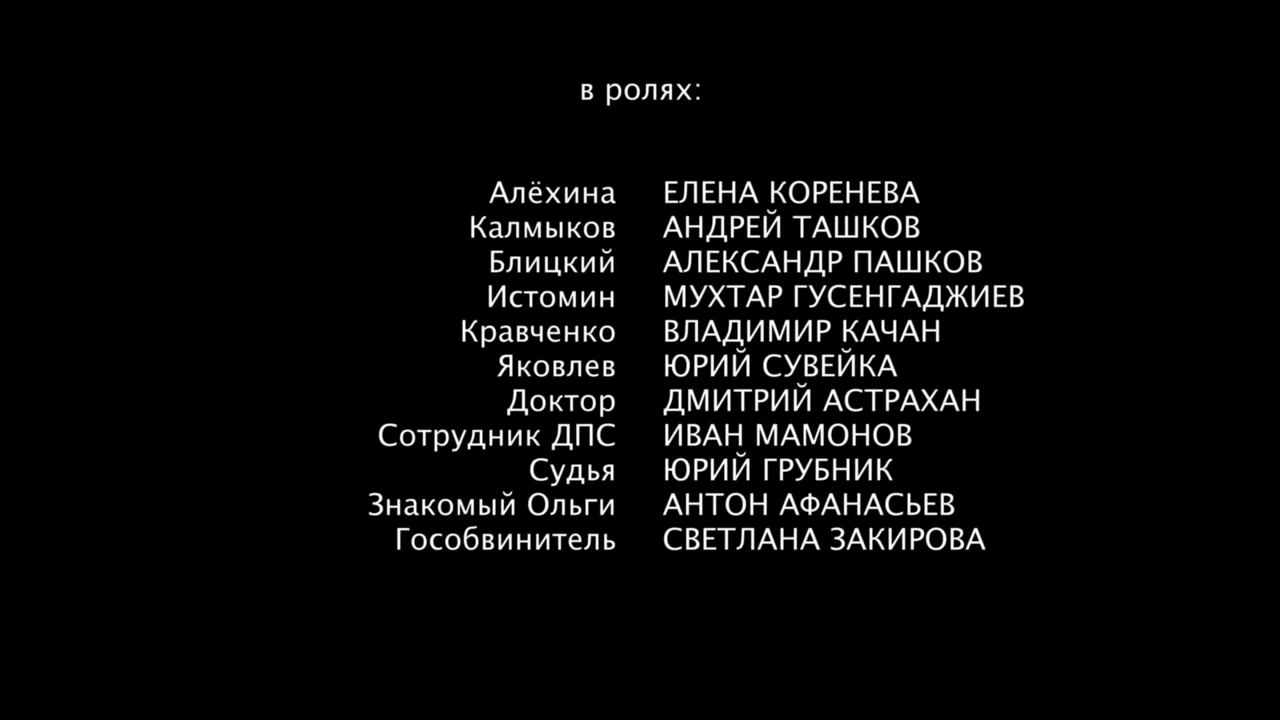 в ролях:
Алёхина ЕЛЕНА КОРЕНЕВА
Калмыков АНДРЕЙ ТАШКОВ
Блицкий АЛЕКСАНДР ПАШКОВ
Истомин МУХТАР ГУСЕНГАДЖИЕВ
Кравченко ВЛАДИМИР КАЧАН
Яковлев ЮРИЙ СУВЕЙКА
Доктор ДМИТРИЙ АСТРАХАН
Сотрудник ДПС ИВАН МАМОНОВ
Судья ЮРИЙ ГРУБНИК
Знакомый Ольги АНТОН АФАНАСЬЕВ
Гособвинитель СВЕТЛАНА ЗАКИРОВА